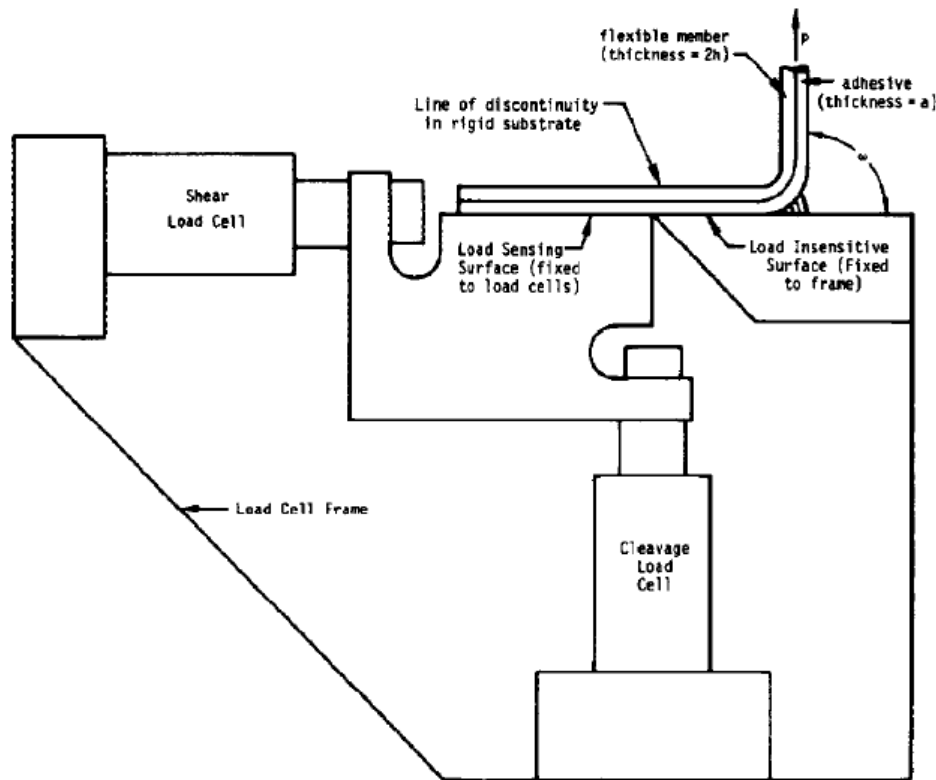 P
flexible member
(thickness = 2h)
adhesive
(thickness = a)
Line of discontinuity
in rigid substrate
ω
Shear
Load Cell
Load Sensing
Surface (fixed
to load cells)
Load Insensitive
Surface (Fixed
to frame)
Load Cell Frame
Cleavage
Load
Cell